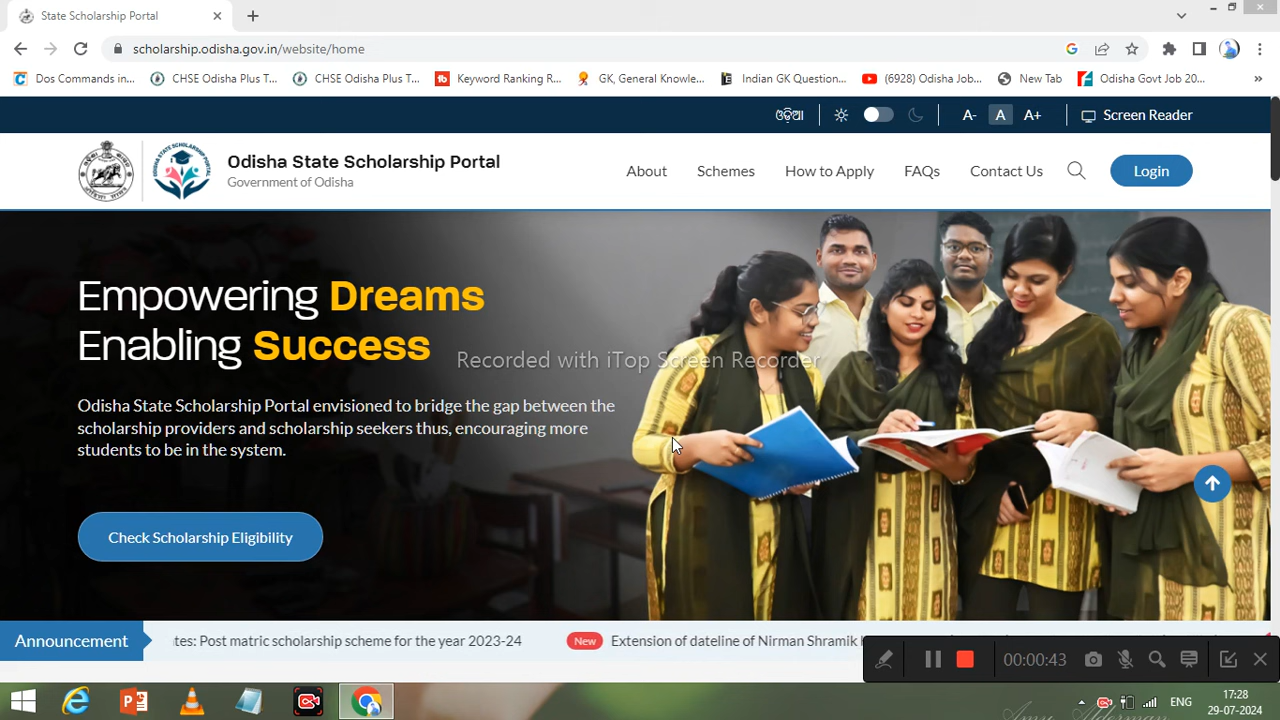 State Scholarship Portal
scholarship.odisha.gov.in/website/home
Dos Commands in... CHSE Odisha Plus T... CHSE Odisha Plus T... Keyword Ranking R... GK, General Knowle... Indian GK Question... (6928) Odisha Job... New Tab Odisha Govt Job 20... »
ଓଡ଼ିଆ A- A A+ Screen Reader
Odisha State Scholarship Portal
Government of Odisha
About Schemes How to Apply FAQs Contact Us Login
Empowering Dreams
Enabling Success
Recorded with iTop Screen Recorder
Odisha State Scholarship Portal envisioned to bridge the gap between the
scholarship providers and scholarship seekers thus, encouraging more
students to be in the system.
Check Scholarship Eligibility
Announcement tes: Post matric scholarship scheme for the year 2023-24 New Extension of dateline of Nirman Shramik
00:00:43
ENG 17:28
29-07-2024